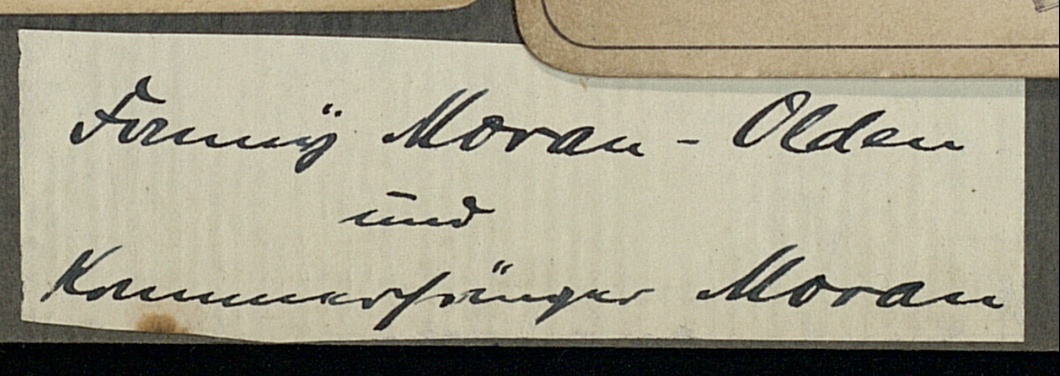 Fanny Moran - Olden
und
Kammersänger Moran